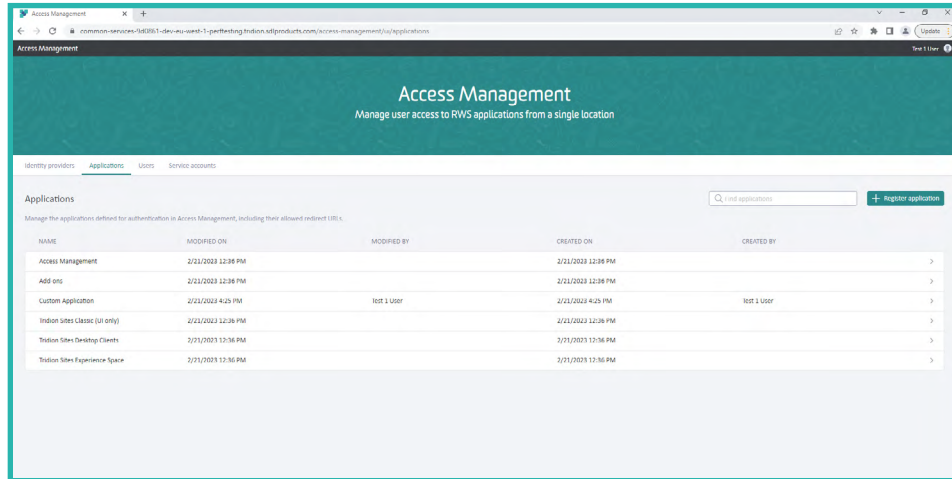 Access Management
Update
common-services-9d0861-dev-eu-west-1-perftesting.tridion.sdlproducts.com/access-management/ui/applications
Access Management Test 1 User
Access Management
Manage user access to RWS applications from a single location
Identity providers Applications Users Service accounts
Applications Find applications Register application
Manage the applications defined for authentication in Access Management, including their allowed redirect URLs.
NAME MODIFIED ON MODIFIED BY CREATED ON CREATED BY
Access Management 2/21/2023 12:36 PM 2/21/2023 12:36 PM
Add-ons 2/21/2023 12:36 PM 2/21/2023 12:36 PM
Custom Application 2/21/2023 4:25 PM Test 1 User 2/21/2023 4:25 PM Test 1 User
Tridion Sites Classic (UI only) 2/21/2023 12:36 PM 2/21/2023 12:36 PM
Tridion Sites Desktop Clients 2/21/2023 12:36 PM 2/21/2023 12:36 PM
Tridion Sites Experience Space 2/21/2023 12:36 PM 2/21/2023 12:36 PM